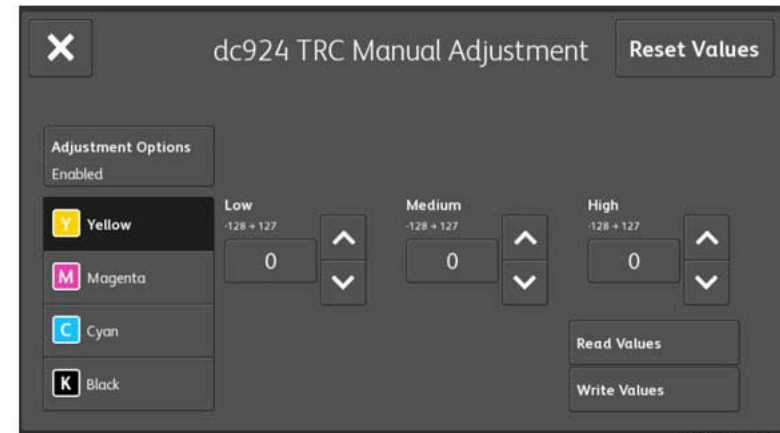 dc924 TRC Manual Adjustment
Reset Values
Adjustment Options
Enabled
Y Yellow
M Magenta
C Cyan
K Black
Low
-128 → 127
0
Medium
-128 → 127
0
High
-128 → 127
0
Read Values
Write Values